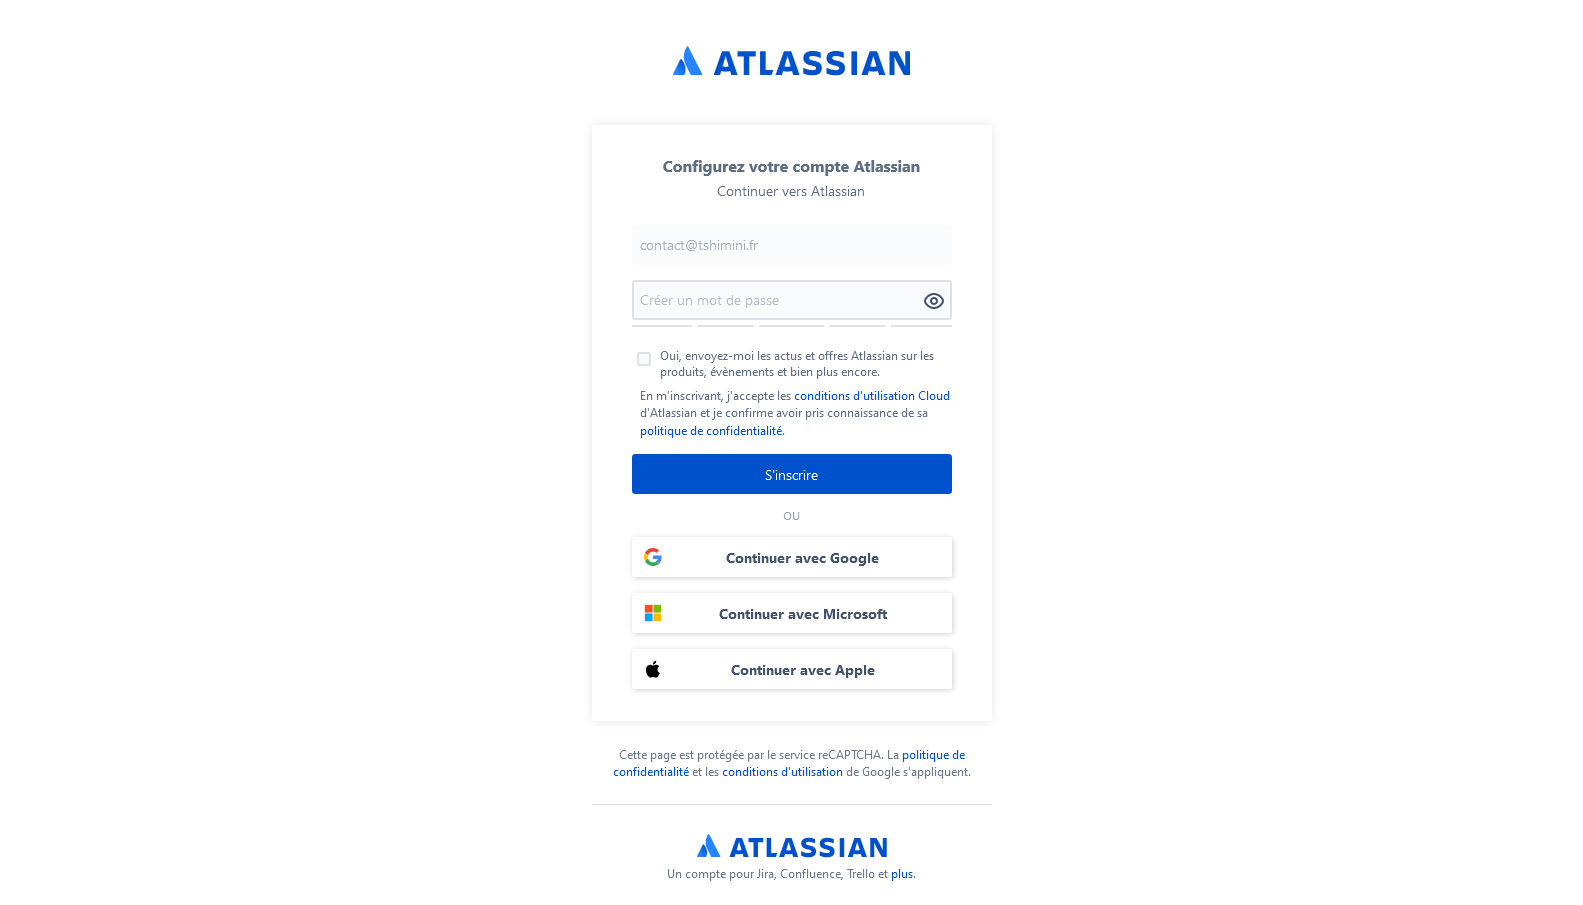 ATLASSIAN
Configurez votre compte Atlassian
Continuer vers Atlassian
contact@tshimini.fr
Créer un mot de passe
Oui, envoyez-moi les actus et offres Atlassian sur les
produits, évènements et bien plus encore.
En m'inscrivant, j'accepte les conditions d'utilisation Cloud
d'Atlassian et je confirme avoir pris connaissance de sa
politique de confidentialité.
S'inscrire
OU
Continuer avec Google
Continuer avec Microsoft
Continuer avec Apple
Cette page est protégée par le service reCAPTCHA. La politique de
confidentialité et les conditions d'utilisation de Google s'appliquent.
ATLASSIAN
Un compte pour Jira, Confluence, Trello et plus.